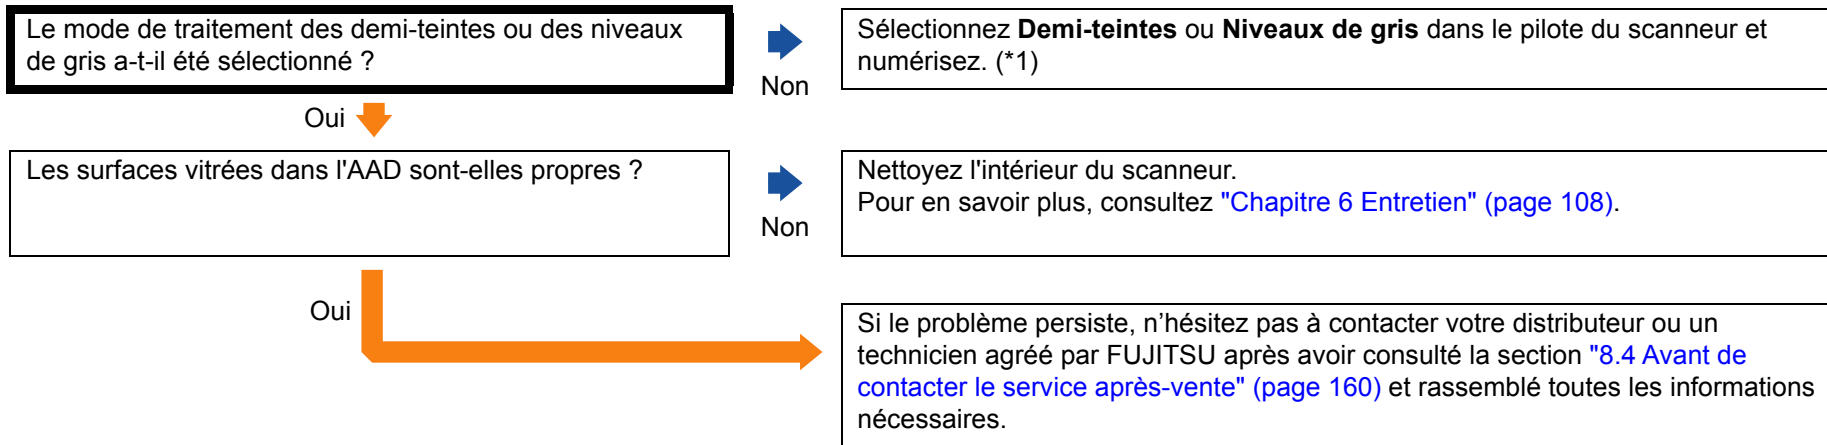 Le mode de traitement des demi-teintes ou des niveaux
de gris a-t-il été sélectionné ?
Non
Sélectionnez Demi-teintes ou Niveaux de gris dans le pilote du scanneur et
numérisez. (*1)
Oui
Les surfaces vitrées dans l'AAD sont-elles propres ?
Non
Nettoyez l'intérieur du scanneur.
Pour en savoir plus, consultez "Chapitre 6 Entretien" (page 108).
Oui
Si le problème persiste, n’hésitez pas à contacter votre distributeur ou un
technicien agréé par FUJITSU après avoir consulté la section "8.4 Avant de
contacter le service après-vente" (page 160) et rassemblé toutes les informations
nécessaires.